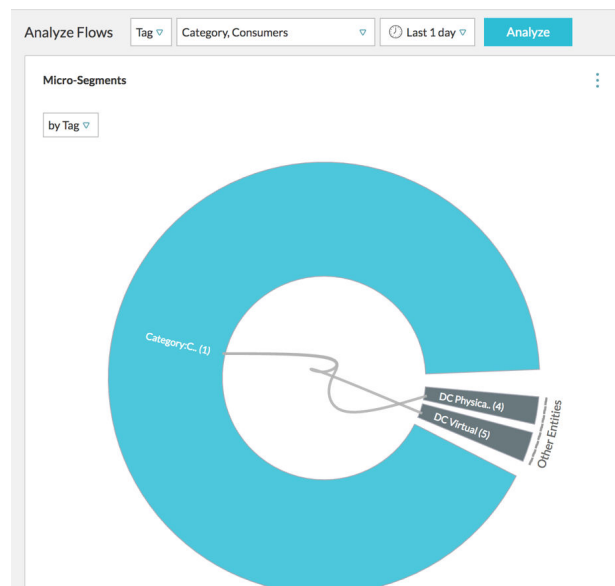 Analyze Flows Tag Category, Consumers Last 1 day Analyze
Micro-Segments
by Tag
Category:C.. (1)
DC Physica.. (4)
DC Virtual (5)
Other Entities